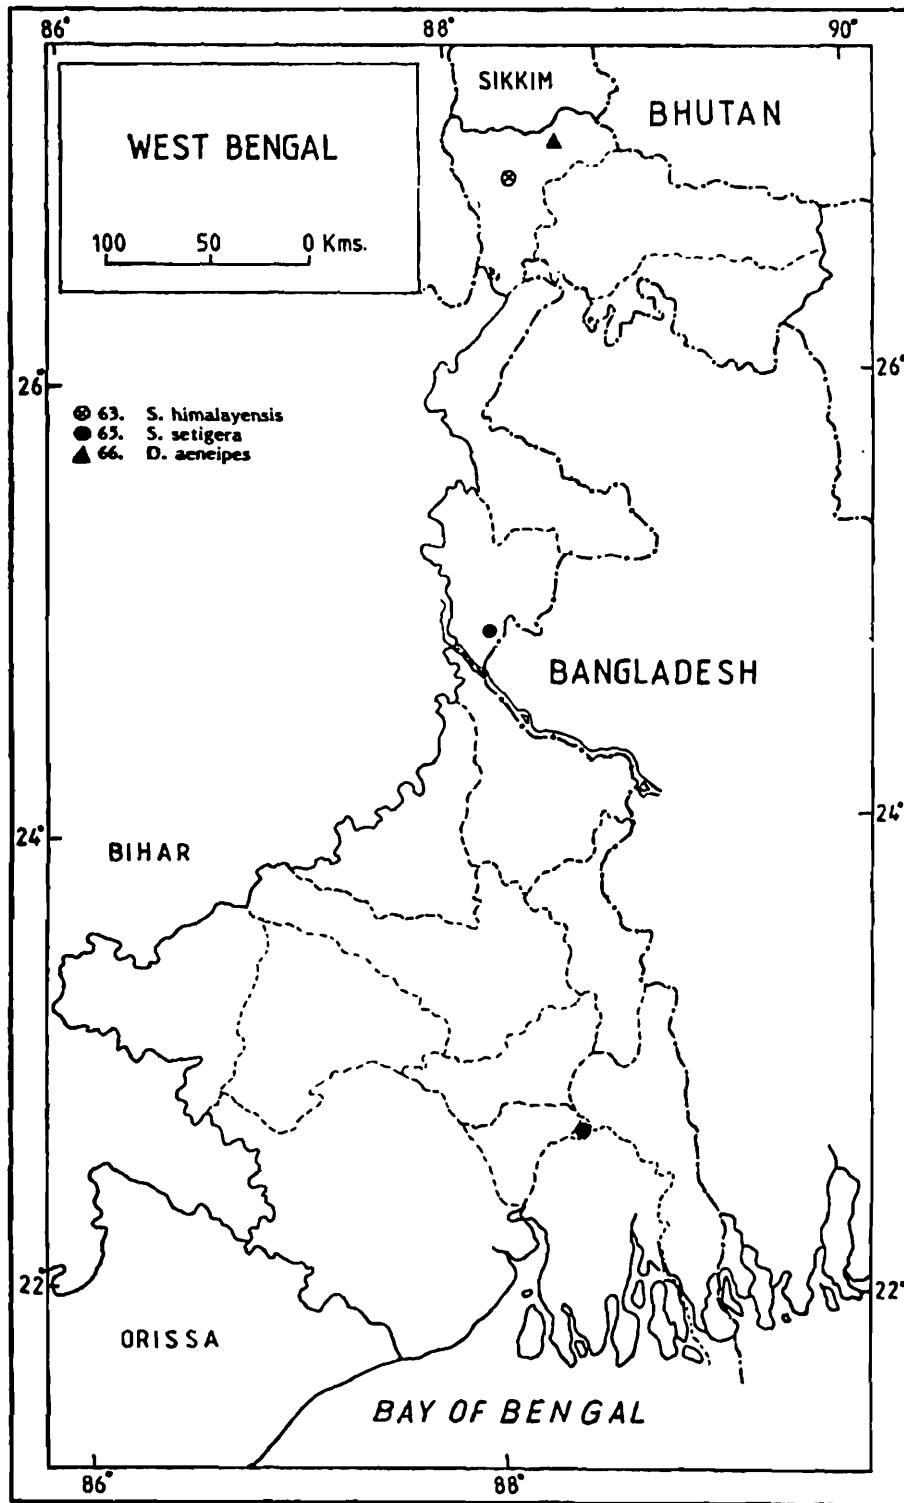 86° 88° 90°
SIKKIM
BHUTAN
WEST BENGAL
100 50 0 Kms.
26° 26°
⊗ 63. S. himalayensis
● 65. S. setigera
▲ 66. D. aeneipes
BANGLADESH
24° 24°
BIHAR
22° 22°
ORISSA
BAY OF BENGAL
86° 88°